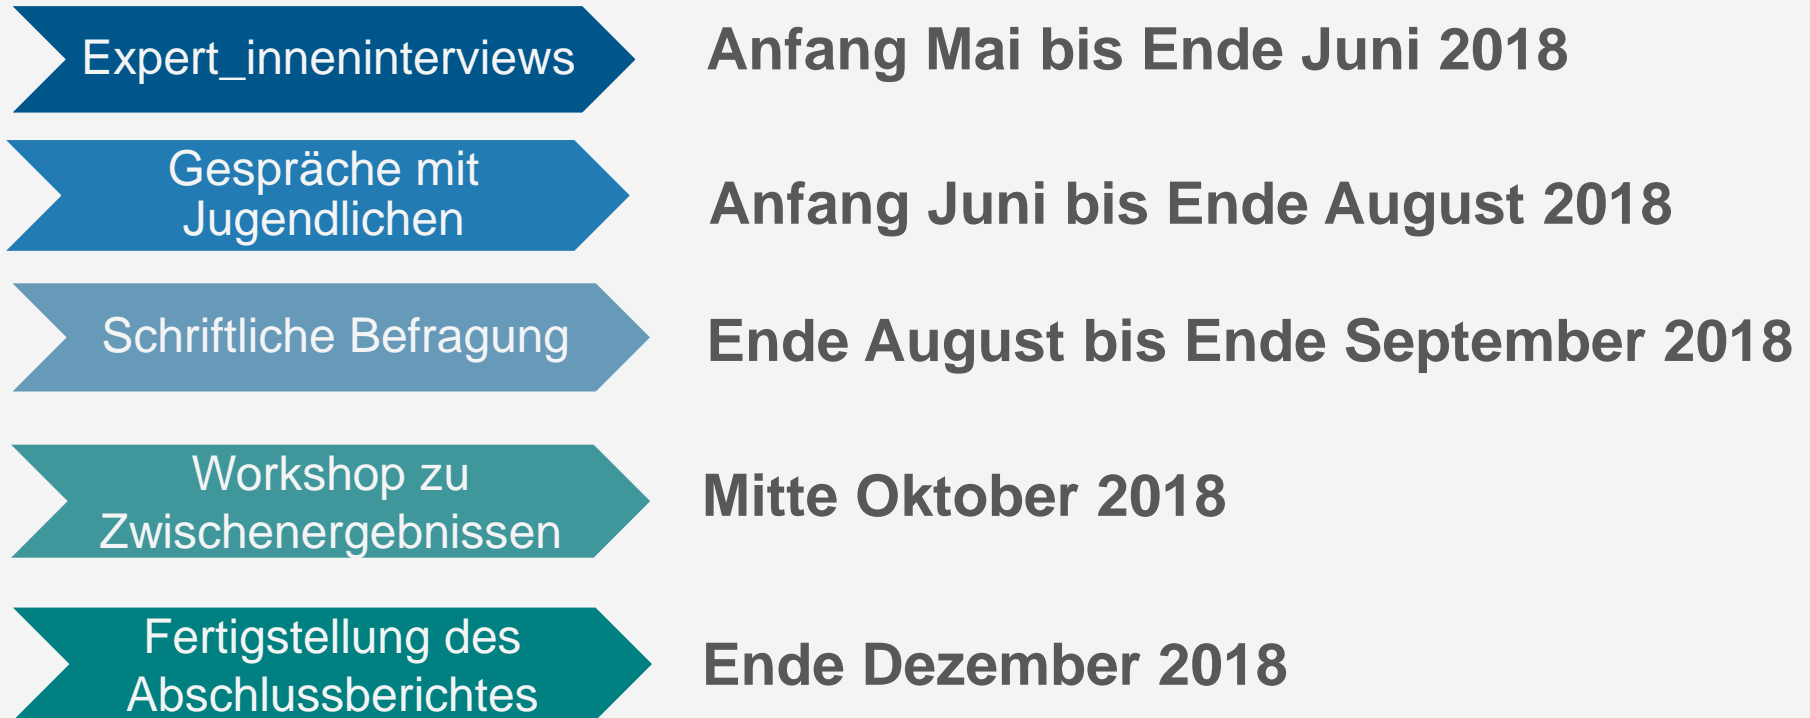 Expert_inneninterviews
Anfang Mai bis Ende Juni 2018
Gespräche mit
Jugendlichen
Anfang Juni bis Ende August 2018
Schriftliche Befragung
Ende August bis Ende September 2018
Workshop zu
Zwischenergebnissen
Mitte Oktober 2018
Fertigstellung des
Abschlussberichtes
Ende Dezember 2018